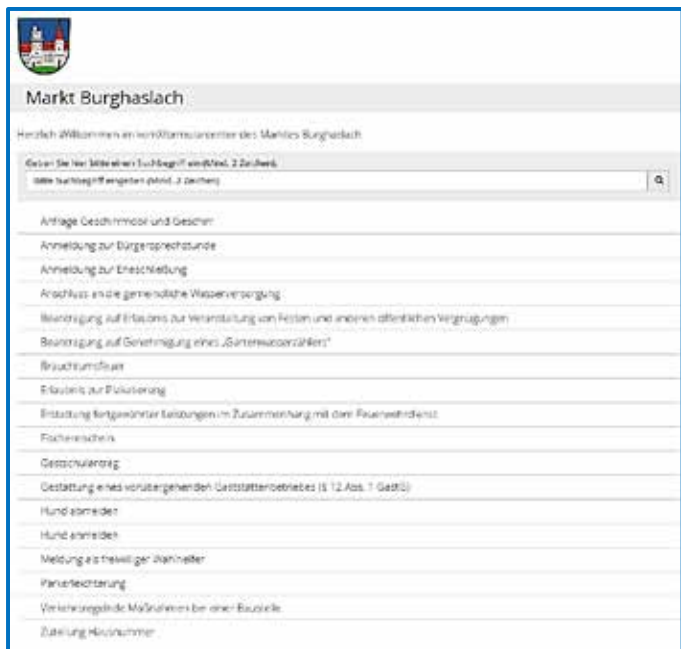 Markt Burghaslach
Herzlich Willkommen im Formularcenter des Marktes Burghaslach
Geben Sie hier bitte einen Suchbegriff ein (Mind. 2 Zeichen).
Bitte Suchbegriff eingeben (Mind. 2 Zeichen)
Anfrage Geschirrmobil und Geschirr
Anmeldung zur Bürgersprechstunde
Anmeldung zur Eheschließung
Anschluss an die gemeindliche Wasserversorgung
Beantragung auf Erlaubnis zur Veranstaltung von Festen und anderen öffentlichen Vergnügungen
Beantragung auf Genehmigung eines „Gartenwasserzählers"
Brauchtumsfeuer
Erlaubnis zur Plakatierung
Erstattung fortgewährter Leistungen im Zusammenhang mit dem Feuerwehrdienst
Fischereischein
Gastschulantrag
Gestattung eines vorübergehenden Gaststättenbetriebes (§ 12 Abs. 1 GastG)
Hund abmelden
Hund anmelden
Meldung als freiwilliger Wahlhelfer
Parkerleichterung
Verkehrsregelnde Maßnahmen bei einer Baustelle
Zuteilung Hausnummer